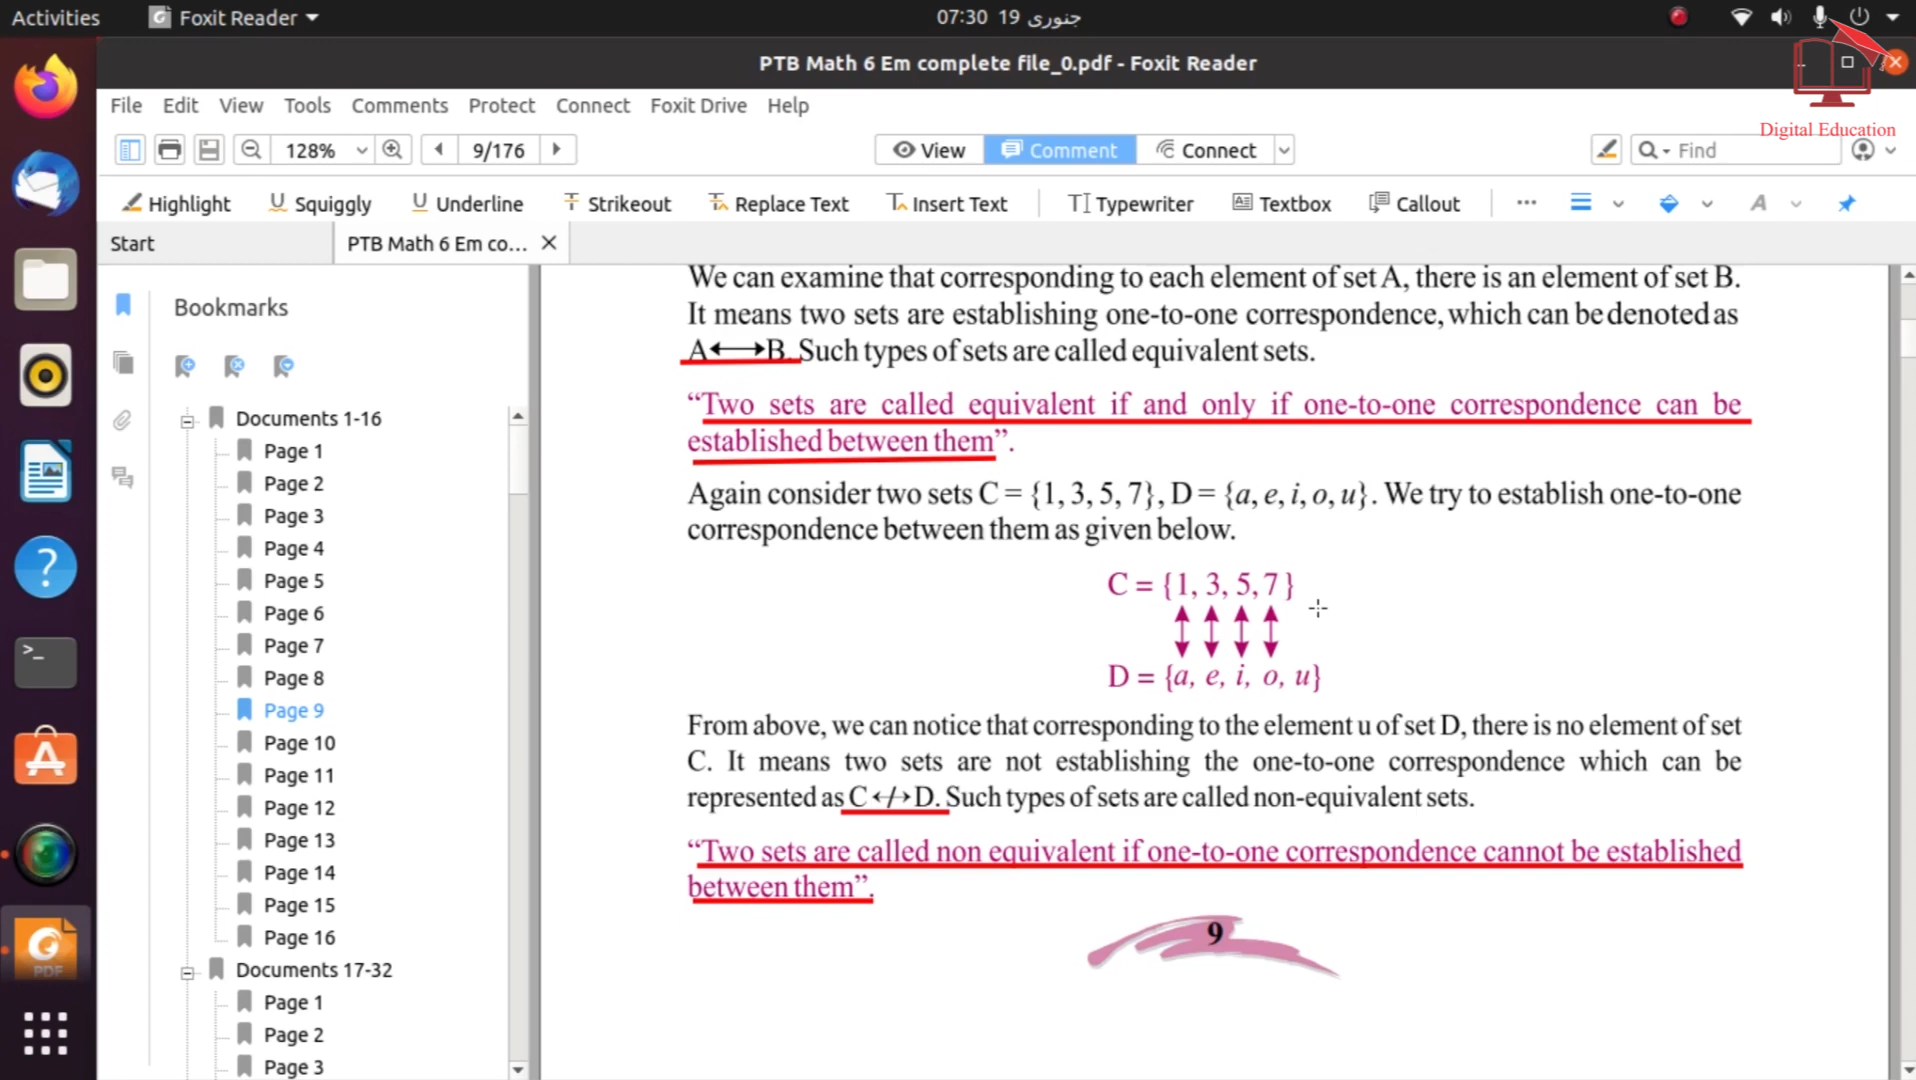 Activities
Foxit Reader
07:30 19 جنوری
PTB Math 6 Em complete file_0.pdf - Foxit Reader
File Edit View Tools Comments Protect Connect Foxit Drive Help
Digital Education
128% 9/176 View Comment Connect Find
Highlight Squiggly Underline Strikeout Replace Text Insert Text Typewriter Textbox Callout ... A
Start PTB Math 6 Em co...
Bookmarks
Documents 1-16
Page 1
Page 2
Page 3
Page 4
Page 5
Page 6
Page 7
Page 8
Page 9
Page 10
Page 11
Page 12
Page 13
Page 14
Page 15
Page 16
Documents 17-32
Page 1
Page 2
Page 3
We can examine that corresponding to each element of set A, there is an element of set B.
It means two sets are establishing one-to-one correspondence, which can be denoted as
A⟷B. Such types of sets are called equivalent sets.
“Two sets are called equivalent if and only if one-to-one correspondence can be
established between them”.
Again consider two sets C = {1, 3, 5, 7}, D = {a, e, i, o, u}. We try to establish one-to-one
correspondence between them as given below.
C = {1, 3, 5, 7}
D = {a, e, i, o, u}
From above, we can notice that corresponding to the element u of set D, there is no element of set
C. It means two sets are not establishing the one-to-one correspondence which can be
represented as C ↮ D. Such types of sets are called non-equivalent sets.
“Two sets are called non equivalent if one-to-one correspondence cannot be established
between them”.
9
PDF